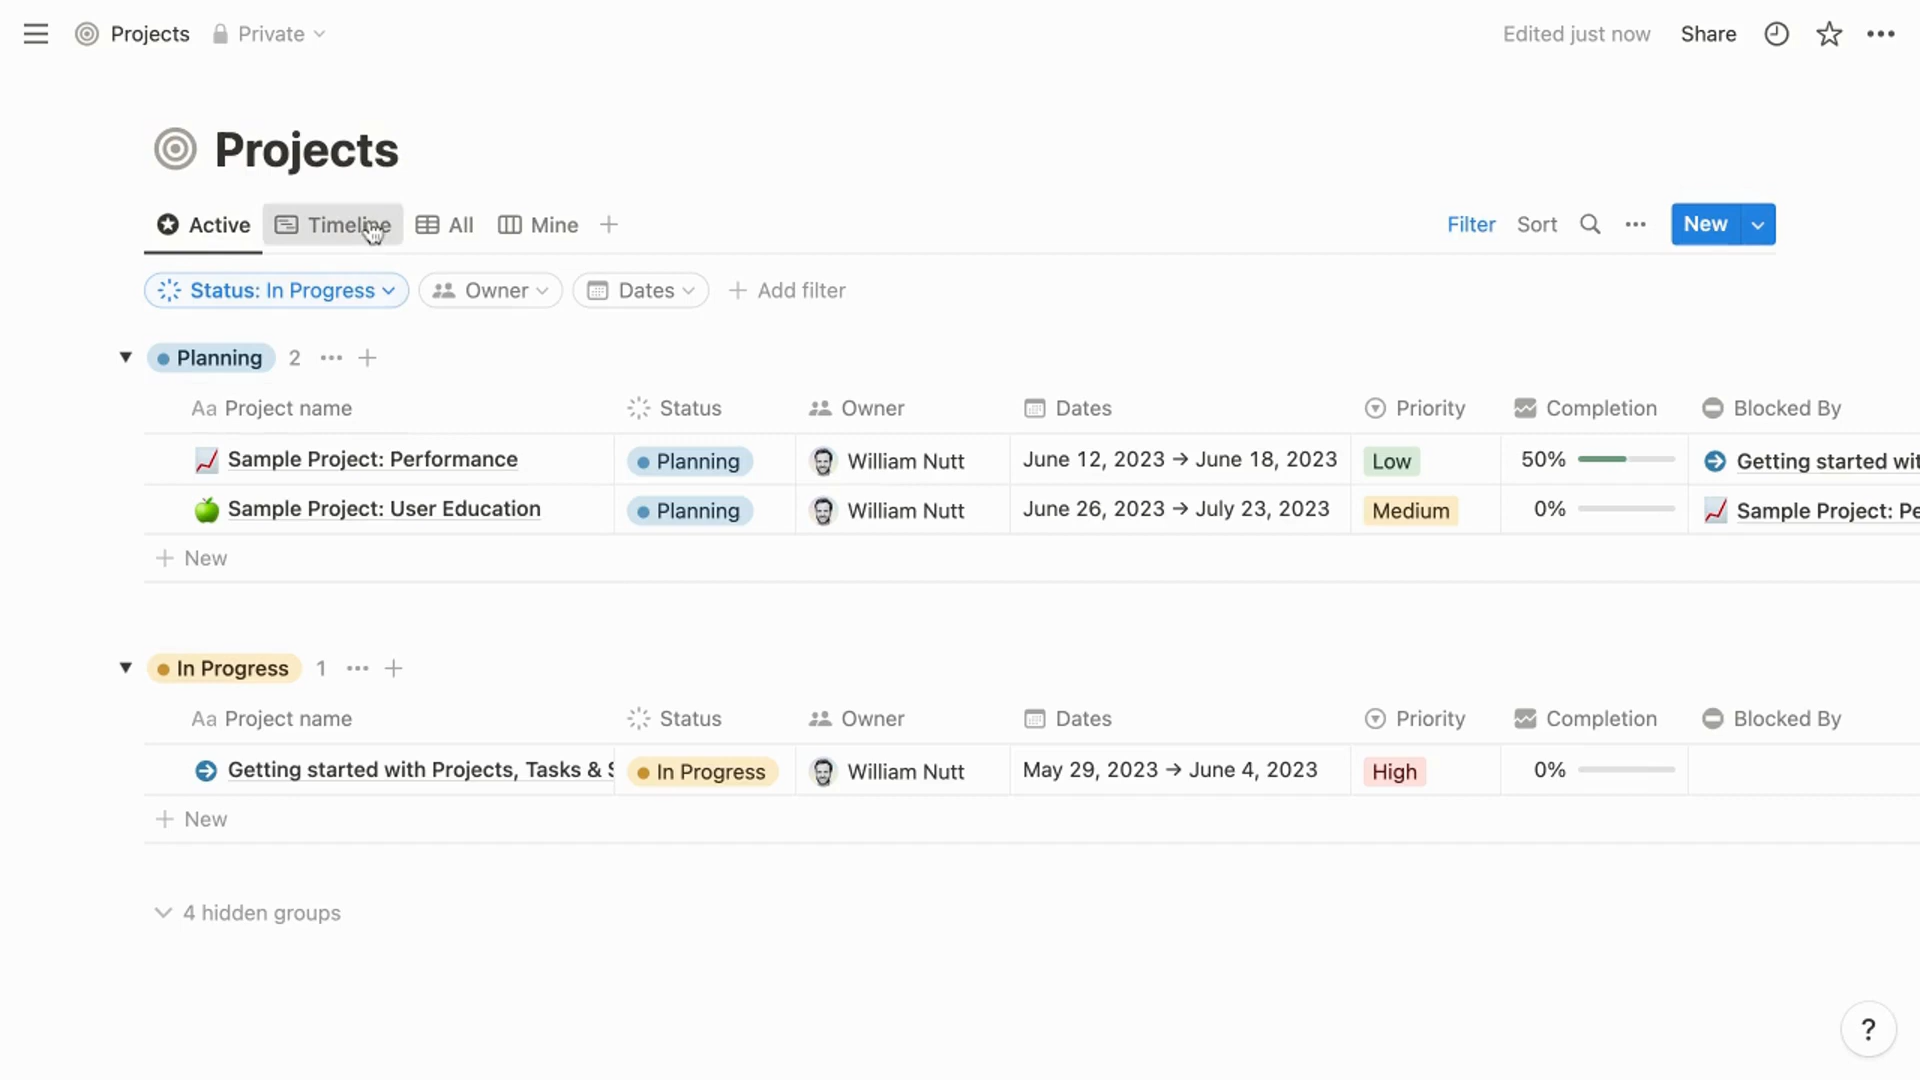 Projects Private Edited just now Share
Projects
Active Timeline All Mine Filter Sort New
Status: In Progress Owner Dates Add filter
Planning 2
Aa Project name Status Owner Dates Priority Completion Blocked By
Sample Project: Performance Planning William Nutt June 12, 2023 → June 18, 2023 Low 50% Getting started wit
Sample Project: User Education Planning William Nutt June 26, 2023 → July 23, 2023 Medium 0% Sample Project: Pe
New
In Progress 1
Aa Project name Status Owner Dates Priority Completion Blocked By
Getting started with Projects, Tasks & S In Progress William Nutt May 29, 2023 → June 4, 2023 High 0%
New
4 hidden groups
?